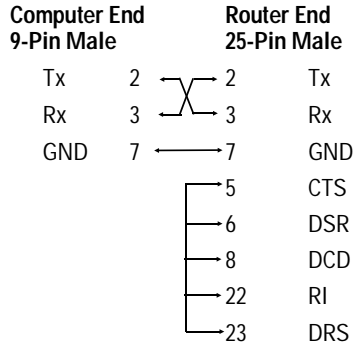 Computer End Router End
9-Pin Male 25-Pin Male
Tx 2 2 Tx
Rx 3 3 Rx
GND 7 7 GND
5 CTS
6 DSR
8 DCD
22 RI
23 DRS